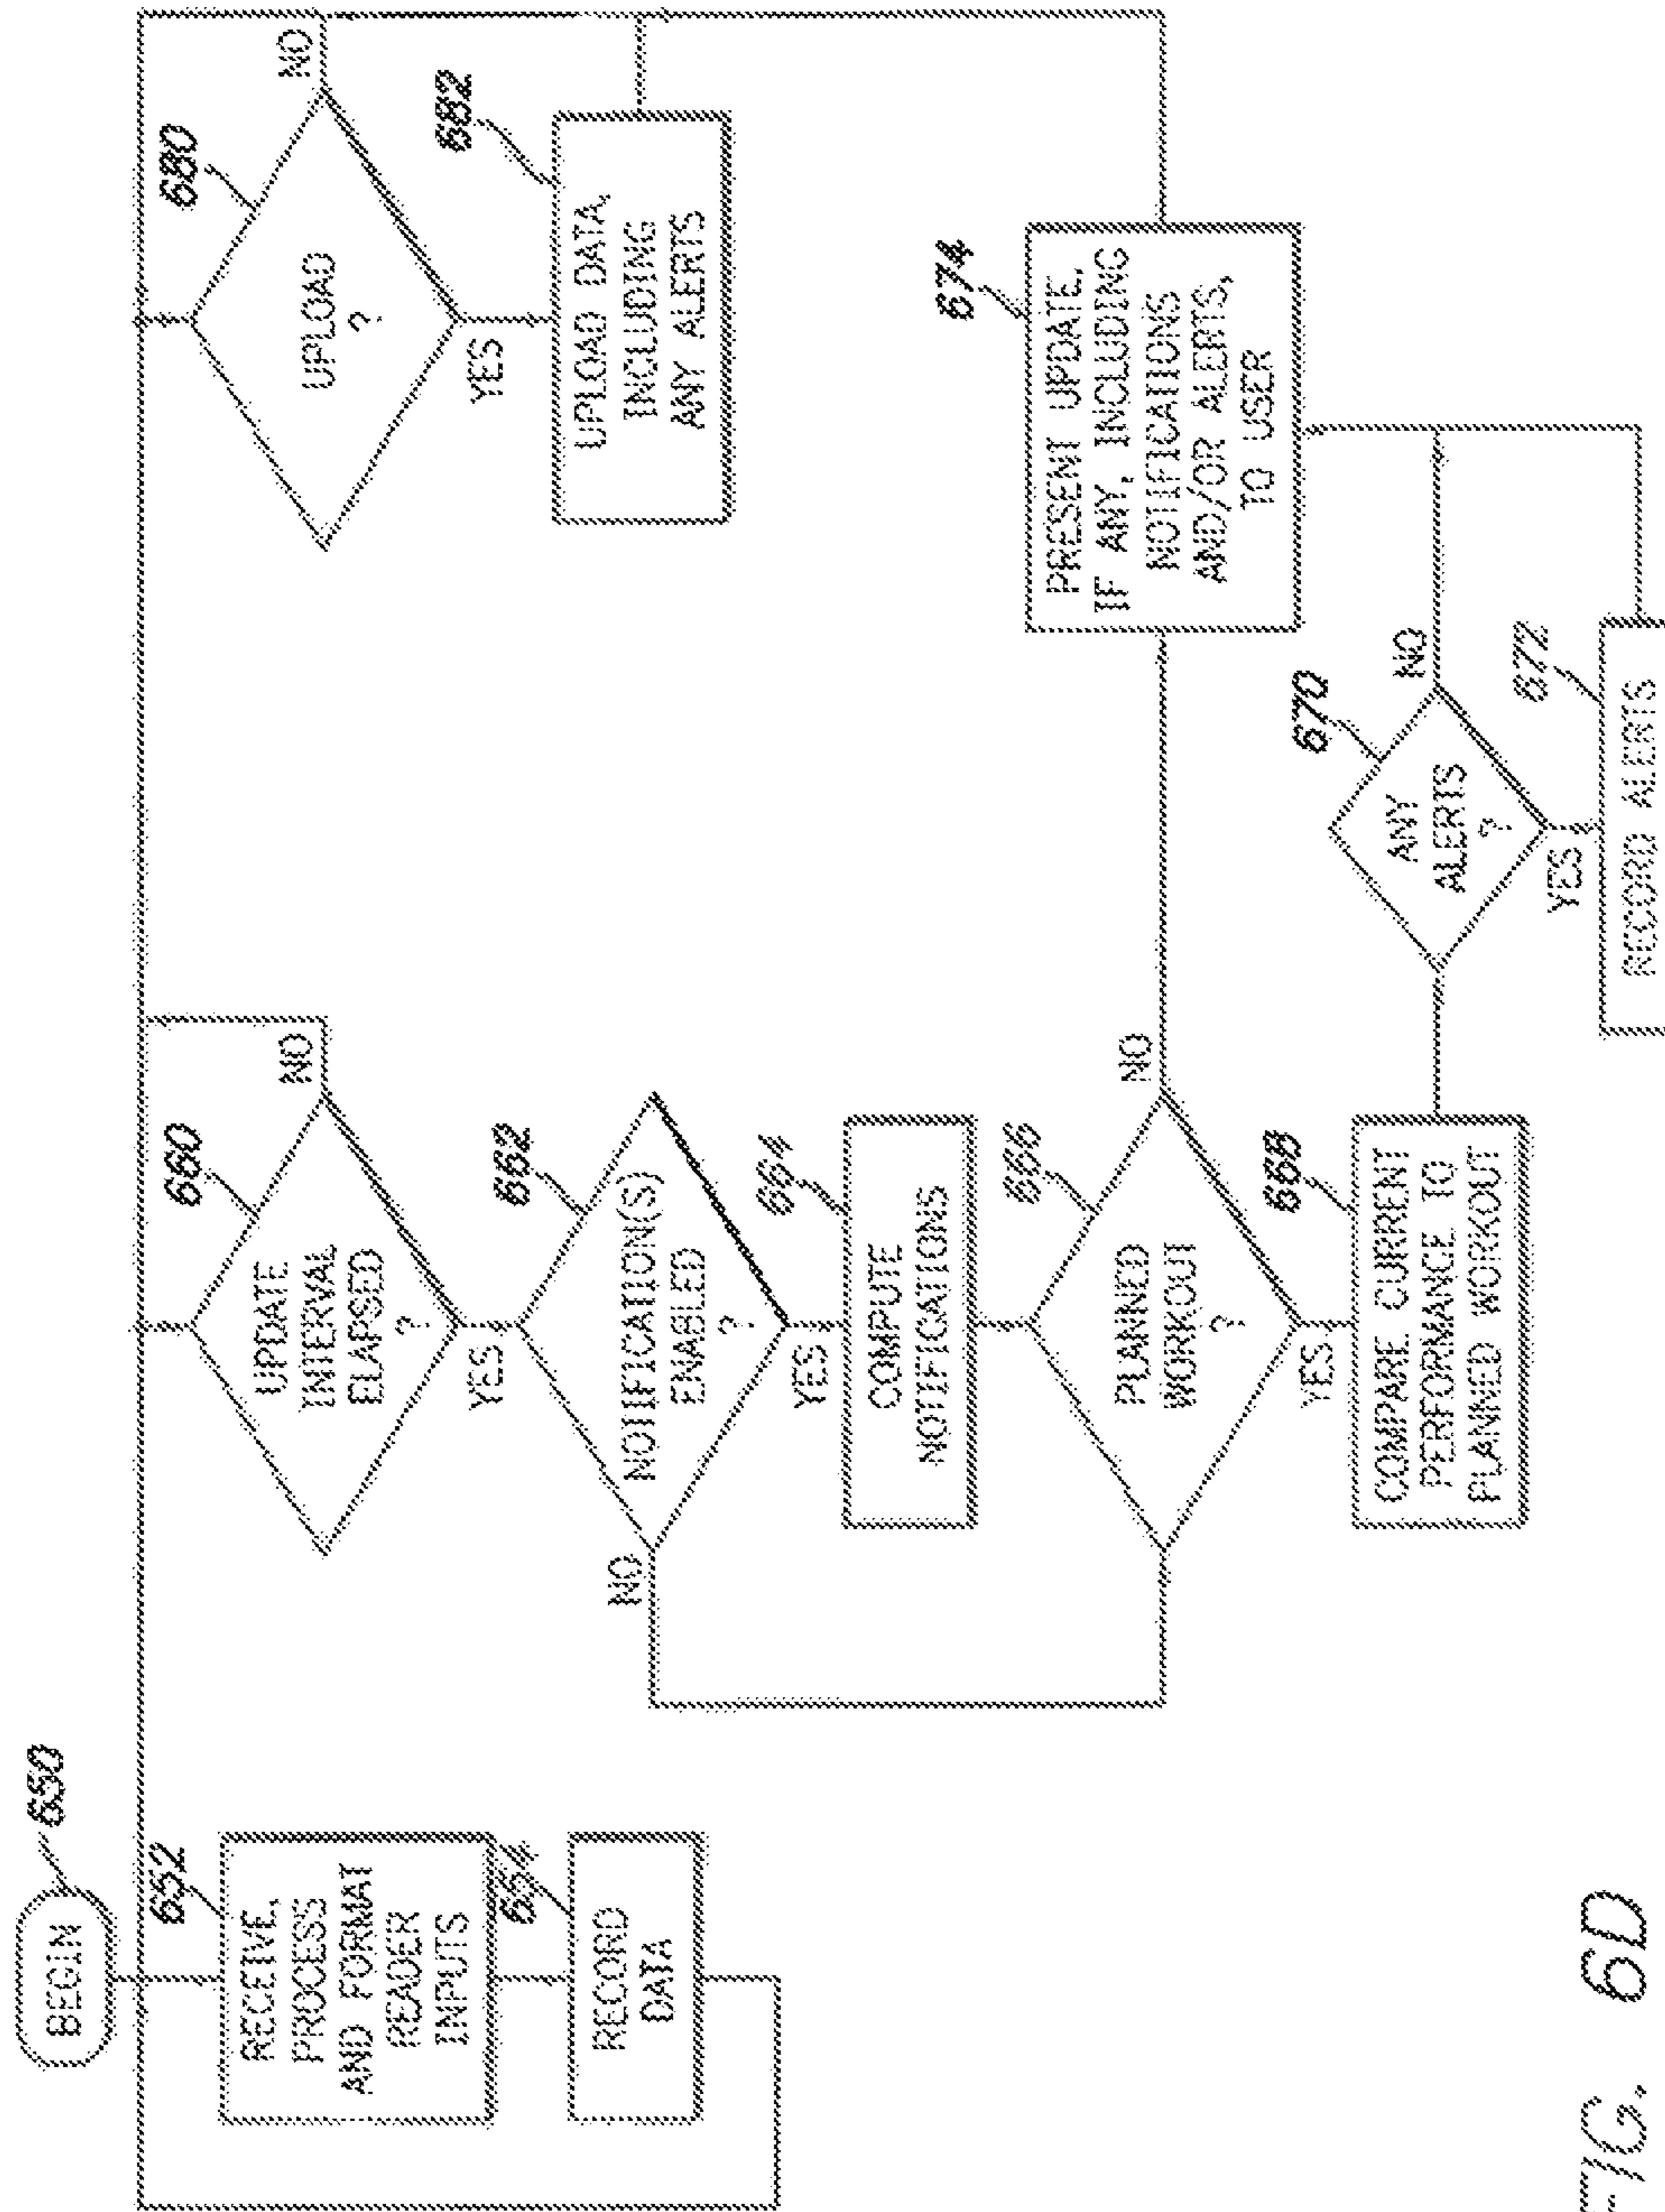 BEGIN
650
652
RECEIVE,
PROCESS
AND FORMAT
READER
INPUTS
654
RECORD
DATA
660
UPDATE
INTERVAL
ELAPSED
?
NO
YES
662
NOTIFICATION(S)
ENABLED
?
NO
YES
664
COMPUTE
NOTIFICATIONS
666
PLANNED
WORKOUT
?
NO
YES
668
COMPARE CURRENT
PERFORMANCE TO
PLANNED WORKOUT
670
ANY
ALERTS
?
NO
YES
672
RECORD ALERTS
674
PRESENT UPDATE,
IF ANY, INCLUDING
NOTIFICATIONS
AND/OR ALERTS,
TO USER
680
UPLOAD
?
NO
YES
682
UPLOAD DATA,
INCLUDING
ANY ALERTS
FIG. 6D